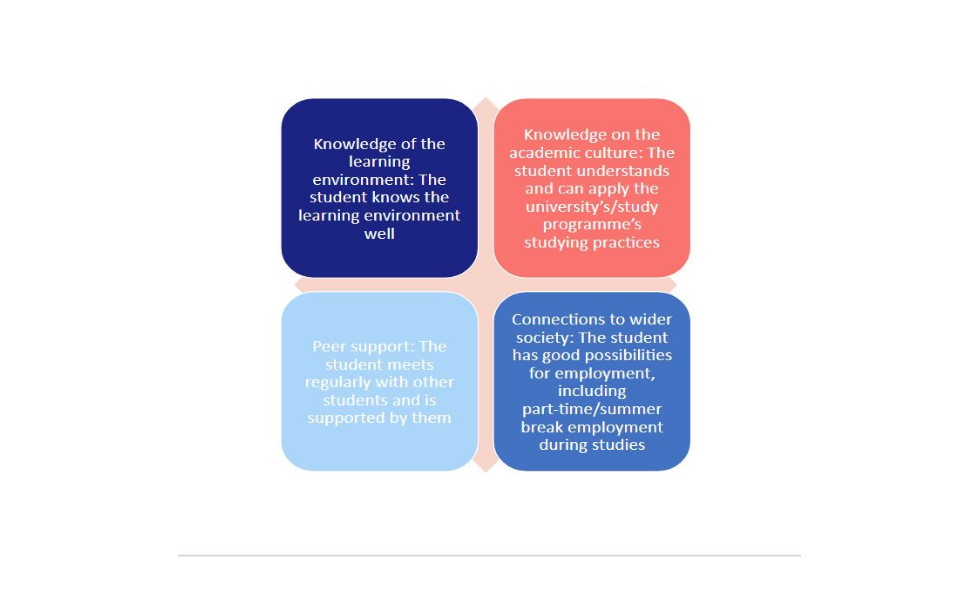 Knowledge of the
learning
environment: The
student knows the
learning environment
well
Knowledge on the
academic culture: The
student understands
and can apply the
university’s/study
programme’s
studying practices
Peer support: The
student meets
regularly with other
students and is
supported by them
Connections to wider
society: The student
has good possibilities
for employment,
including
part-time/summer
break employment
during studies